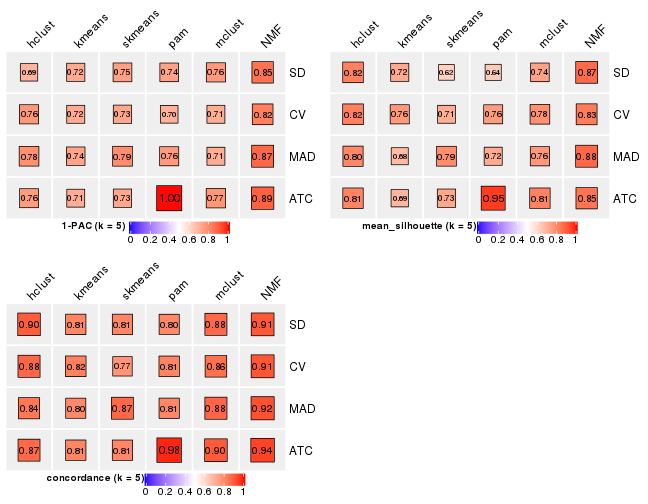 hclust kmeans skmeans pam mclust NMF
0.69 0.72 0.75 0.74 0.76 0.85 SD
0.76 0.72 0.73 0.70 0.71 0.82 CV
0.78 0.74 0.79 0.76 0.71 0.87 MAD
0.76 0.71 0.73 1.00 0.77 0.89 ATC
1-PAC (k = 5)
0 0.2 0.4 0.6 0.8 1
hclust kmeans skmeans pam mclust NMF
0.82 0.72 0.62 0.64 0.74 0.87 SD
0.82 0.76 0.71 0.76 0.78 0.83 CV
0.80 0.68 0.79 0.72 0.76 0.88 MAD
0.81 0.69 0.73 0.95 0.81 0.85 ATC
mean_silhouette (k = 5)
0 0.2 0.4 0.6 0.8 1
hclust kmeans skmeans pam mclust NMF
0.90 0.81 0.81 0.80 0.88 0.91 SD
0.88 0.82 0.77 0.81 0.86 0.91 CV
0.84 0.80 0.87 0.81 0.88 0.92 MAD
0.87 0.81 0.81 0.98 0.90 0.94 ATC
concordance (k = 5)
0 0.2 0.4 0.6 0.8 1